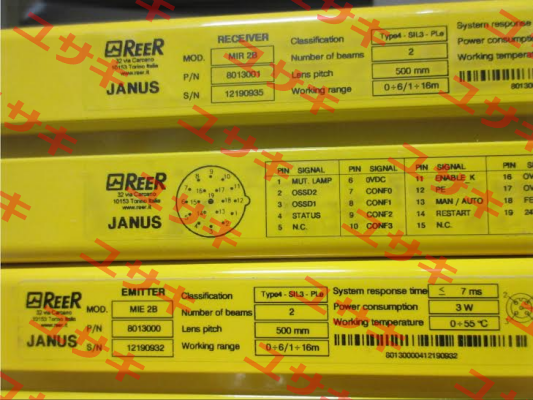 REER
32 via Carcano
10153 Torino Italia
www.reer.it
JANUS
RECEIVER
MOD. MIR 2B
P/N 8013001
S/N 12190935
Classification Type4 - SIL3 - PLe
Number of beams 2
Lens pitch 500 mm
Working range 0÷6/1÷16m
System response
Power consumption
Working temperature
REER
32 via Carcano
10153 Torino Italia
www.reer.it
JANUS
PIN SIGNAL PIN SIGNAL PIN SIGNAL PIN
1 MUT. LAMP 6 0VDC 11 ENABLE K 16
2 OSSD2 7 CONF0 12 PE 17
3 OSSD1 8 CONF1 13 MAN / AUTO 18
4 STATUS 9 CONF2 14 RESTART 19
5 N.C. 10 CONF3 15 N.C.
REER
32 via Carcano
10153 Torino Italia
www.reer.it
JANUS
EMITTER
MOD. MIE 2B
P/N 8013000
S/N 12190932
Classification Type4 - SIL3 - PLe
Number of beams 2
Lens pitch 500 mm
Working range 0÷6/1÷16m
System response time ≤ 7 ms
Power consumption 3 W
Working temperature 0÷55 °C
80130000412190932
ユサキ